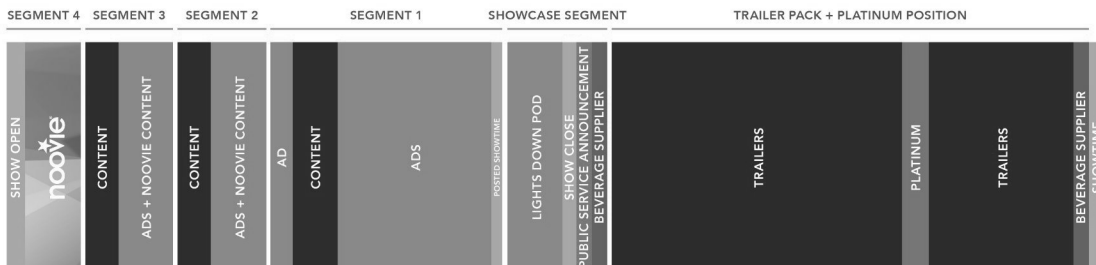 SEGMENT 4
SEGMENT 3
SEGMENT 2
SEGMENT 1
SHOWCASE SEGMENT
TRAILER PACK + PLATINUM POSITION
SHOW OPEN
noovie
CONTENT
ADS + NOOVIE CONTENT
CONTENT
ADS + NOOVIE CONTENT
AD
CONTENT
ADS
POSTED SHOWTIME
LIGHTS DOWN POD
SHOW CLOSE
PUBLIC SERVICE ANNOUNCEMENT
BEVERAGE SUPPLIER
TRAILERS
PLATINUM
TRAILERS
BEVERAGE SUPPLIER
SHOWTIME